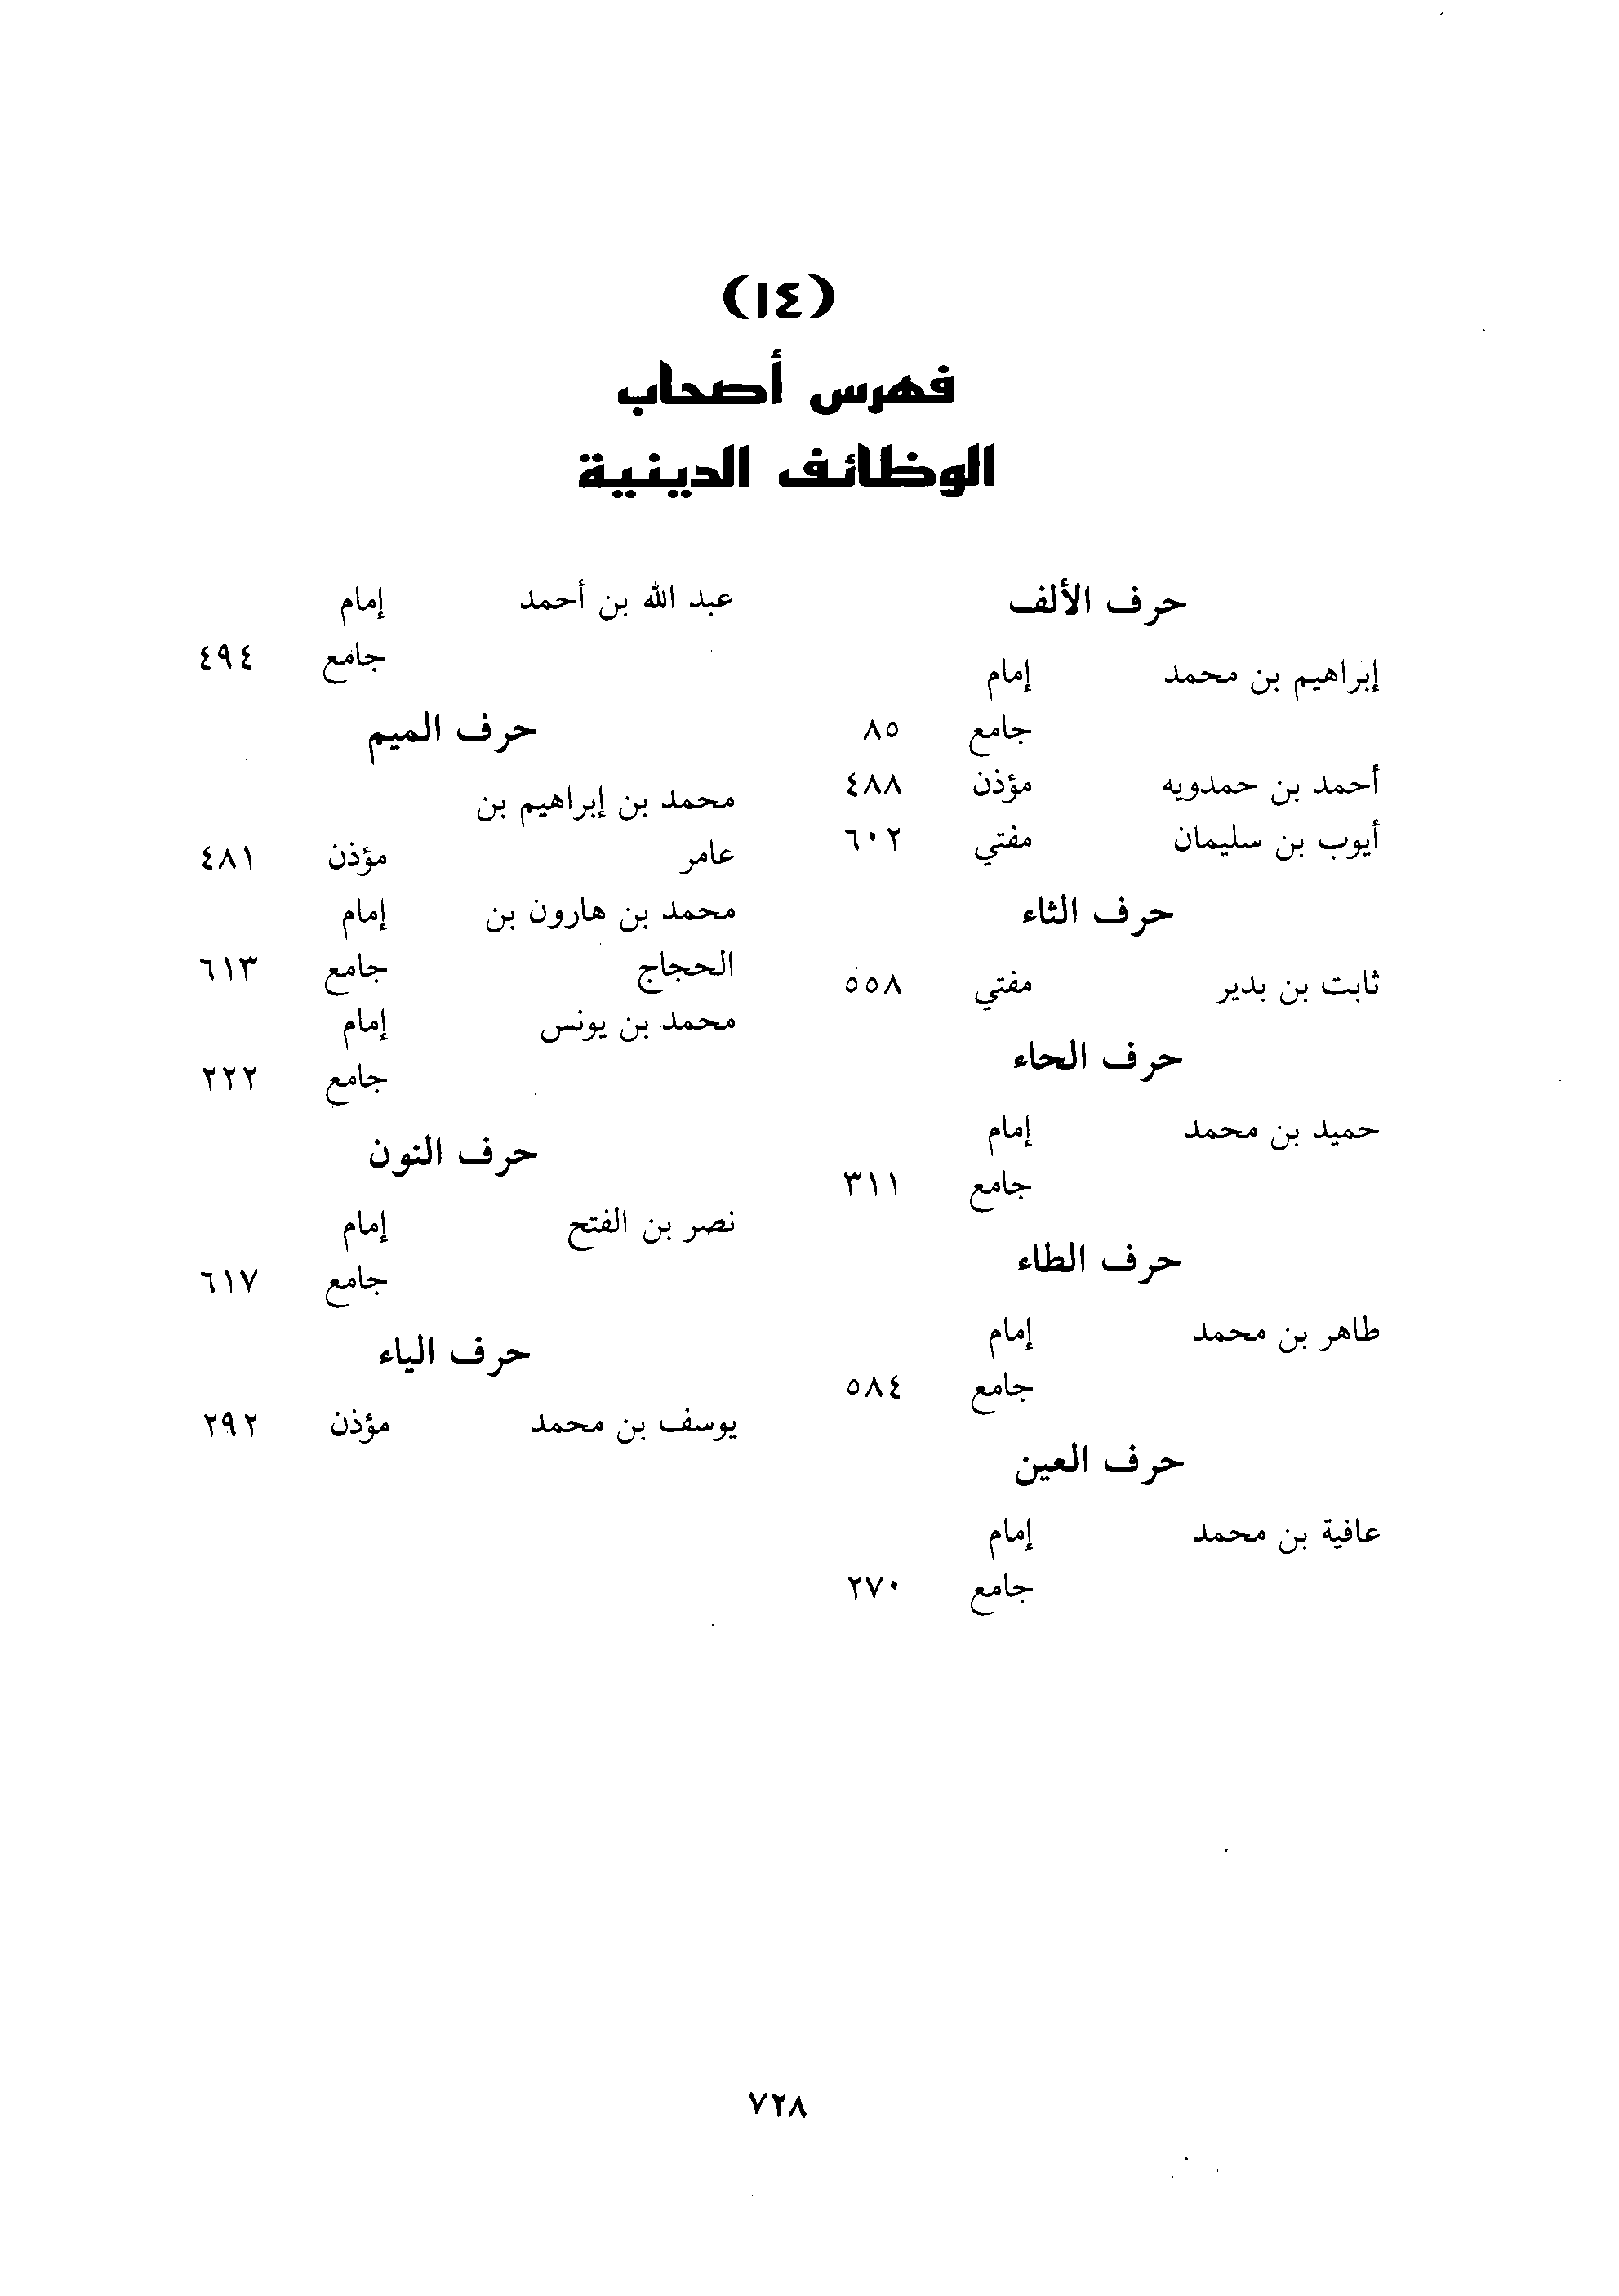 (١٤)
فهرس أصحاب
الوظائف الدينية
حرف الألف
إبراهيم بن محمد إمام
جامع ٨٥
أحمد بن حمدويه مؤذن ٤٨٨
أيوب بن سليمان مفتي ٦٠٢
حرف الثاء
ثابت بن بدير مفتي ٥٥٨
حرف الحاء
حميد بن محمد إمام
جامع ٣١١
حرف الطاء
طاهر بن محمد إمام
جامع ٥٨٤
حرف العين
عافية بن محمد إمام
جامع ٢٧٠
عبد الله بن أحمد إمام
جامع ٤٩٤
حرف الميم
محمد بن إبراهيم بن
عامر مؤذن ٤٨١
محمد بن هارون بن إمام
الحجاج جامع ٦١٣
محمد بن يونس إمام
جامع ٢٢٢
حرف النون
نصر بن الفتح إمام
جامع ٦١٧
حرف الياء
يوسف بن محمد مؤذن ٢٩٢
٧٢٨